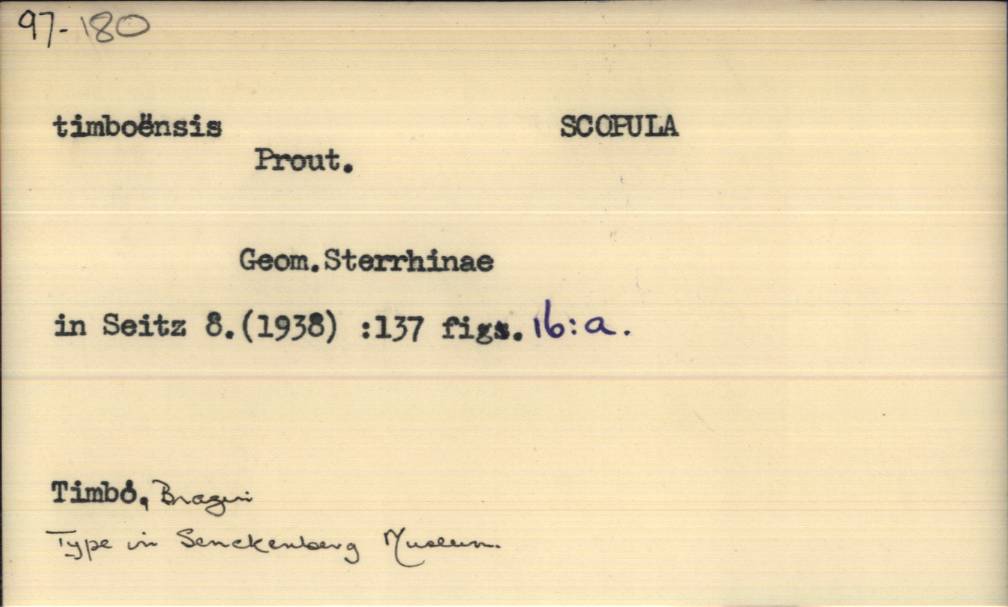 97-180
timboënsis SCOPULA
Prout.
Geom.Sterrhinae
in Seitz 8.(1938) :137 figs. 16:a.
Timbó,
Type in Senckenberg Museum.